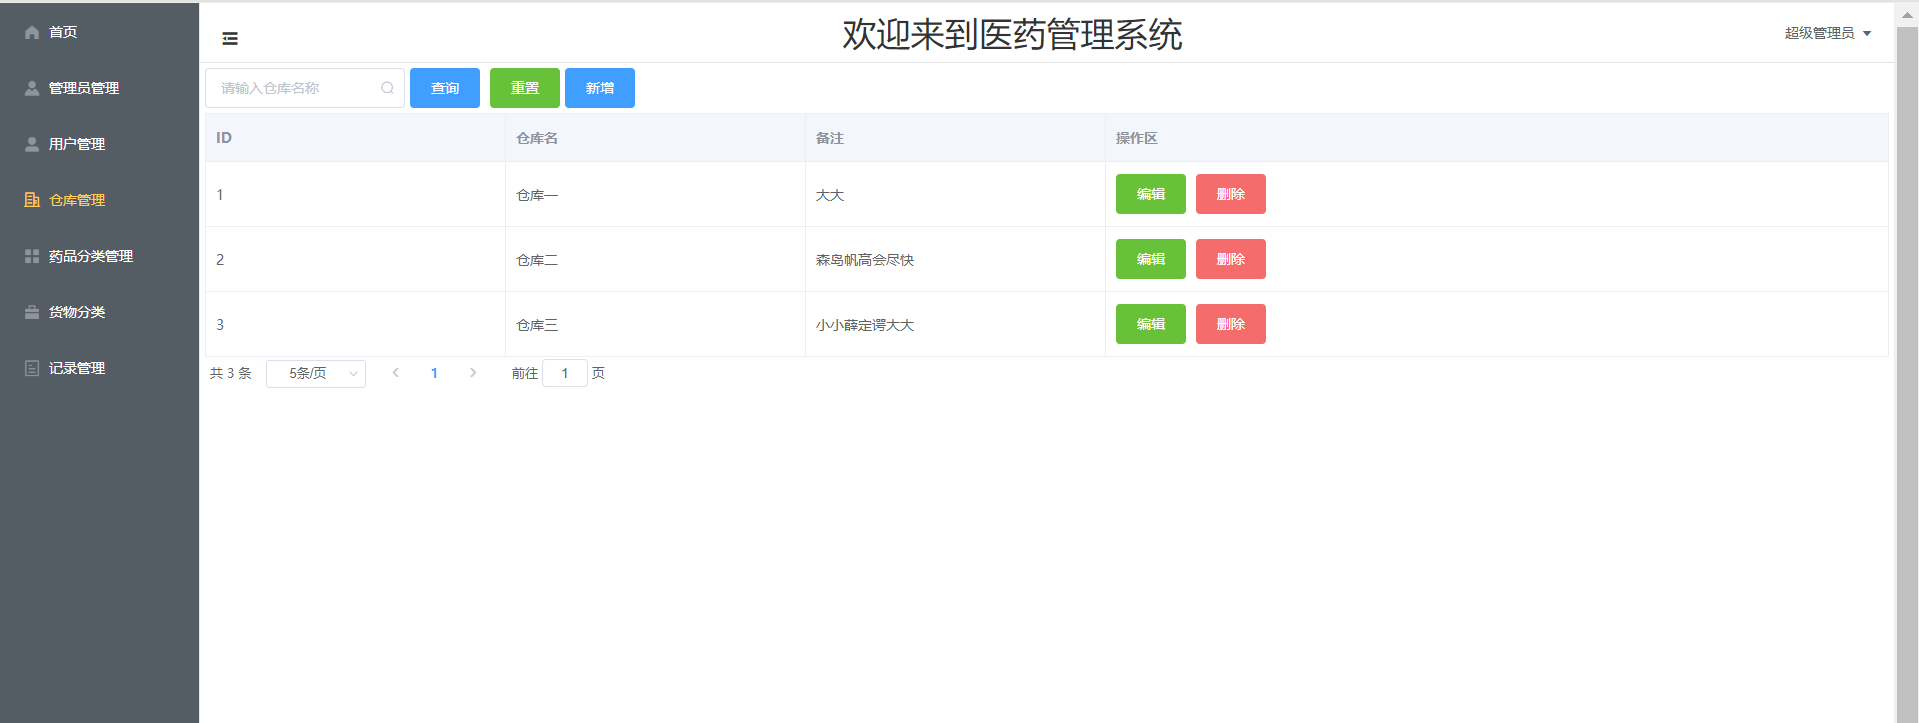 首页
管理员管理
用户管理
仓库管理
药品分类管理
货物分类
记录管理
欢迎来到医药管理系统
超级管理员
请输入仓库名称 查询 重置 新增
ID 仓库名 备注 操作区
1 仓库一 大大 编辑 删除
2 仓库二 森岛帆高会尽快 编辑 删除
3 仓库三 小小薛定谔大大 编辑 删除
共 3 条 5条/页 1 前往 1 页